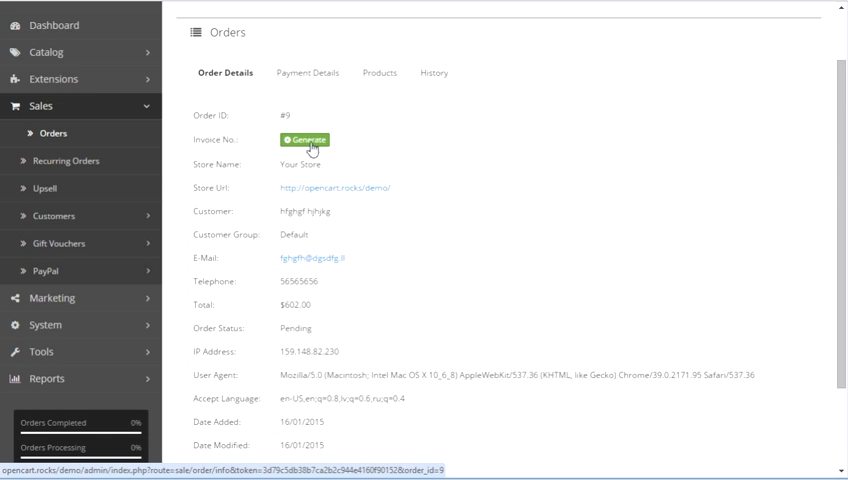 Dashboard
Catalog
Extensions
Sales
Orders
Recurring Orders
Upsell
Customers
Gift Vouchers
PayPal
Marketing
System
Tools
Reports
Orders Completed 0%
Orders Processing 0%
Orders
Order Details Payment Details Products History
Order ID: #9
Invoice No.: Generate
Store Name: Your Store
Store Url: http://opencart.rocks/demo/
Customer: hfghgf hjhjkg
Customer Group: Default
E-Mail: fghgfh@dgsdfg.ll
Telephone: 56565656
Total: $602.00
Order Status: Pending
IP Address: 159.148.82.230
User Agent: Mozilla/5.0 (Macintosh; Intel Mac OS X 10_6_8) AppleWebKit/537.36 (KHTML, like Gecko) Chrome/39.0.2171.95 Safari/537.36
Accept Language: en-US,en;q=0.8,lv;q=0.6,ru;q=0.4
Date Added: 16/01/2015
Date Modified: 16/01/2015
opencart.rocks/demo/admin/index.php?route=sale/order/info&token=3d79c5db38b7ca2b2c944e4160f90152&order_id=9